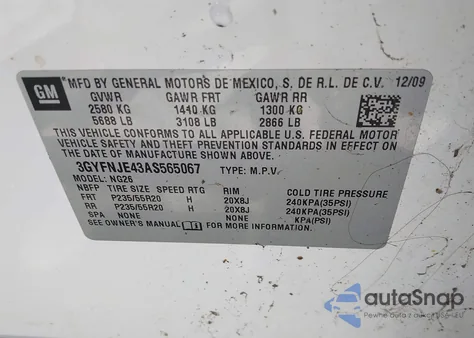 GM
MFD BY GENERAL MOTORS DE MEXICO, S. DE R.L. DE C.V. 12/09
GVWR GAWR FRT GAWR RR
2580 KG 1440 KG 1300 KG
5688 LB 3108 LB 2866 LB
THIS VEHICLE CONFORMS TO ALL APPLICABLE U.S. FEDERAL MOTOR
VEHICLE SAFETY AND THEFT PREVENTION STANDARDS IN EFFECT ON
THE DATE OF MANUFACTURE SHOWN ABOVE.
3GYFNJE43AS565067 TYPE: M.P.V.
MODEL: NG26
NBFP TIRE SIZE SPEED RTG RIM COLD TIRE PRESSURE
FRT P235/55R20 H 20X8J 240KPA(35PSI)
RR P235/55R20 H 20X8J 240KPA(35PSI)
SPA NONE KPA(PSI)
SEE OWNER'S MANUAL FOR MORE INFORMATION
autoSnap
Pewne auta z